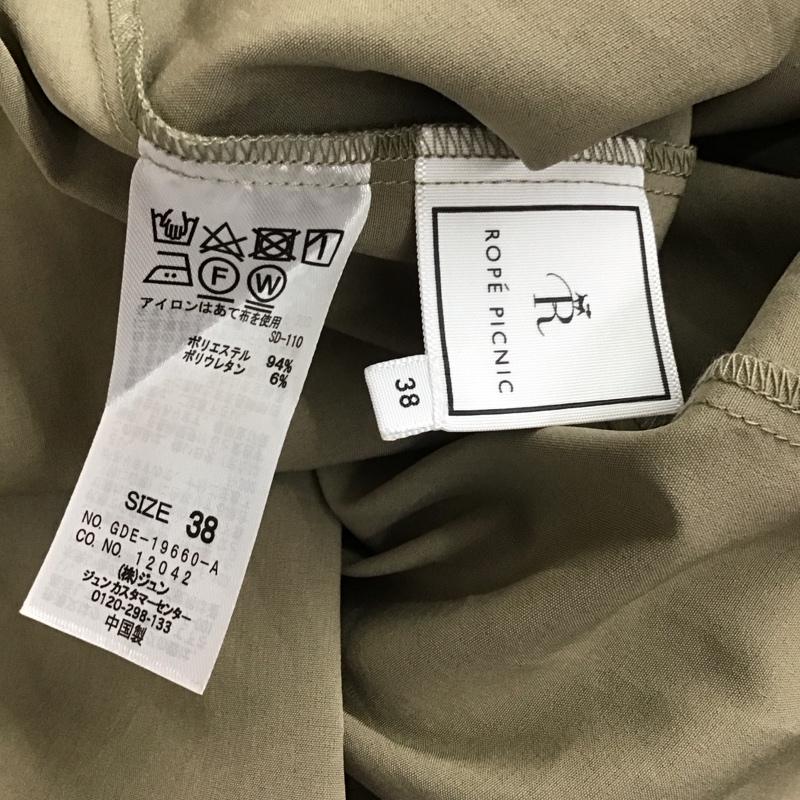 F W
アイロンはあて布を使用
SD-110
ポリエステル 94%
ポリウレタン 6%
SIZE 38
NO. GDE-19660-A
CO. NO. 12042
(株)ジュン
ジュンカスタマーセンター
0120-298-133
中国製
R
ROPÉ PICNIC
38